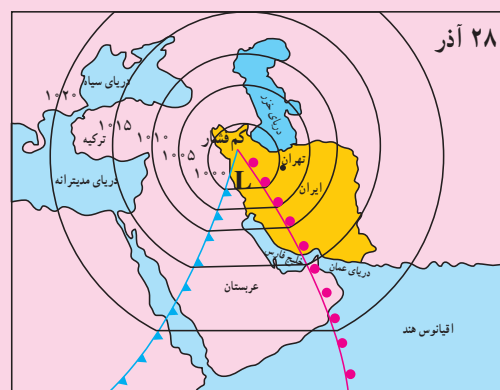 ۲۸ آذر
دریای سیاه
۱۰۲۰
۱۰۱۵
۱۰۱۰
۱۰۰۵
۱۰۰۰
ترکیه
دریای خزر
کم فشار
L
تهران
ایران
دریای مدیترانه
خلیج فارس
دریای عمان
عربستان
اقیانوس هند